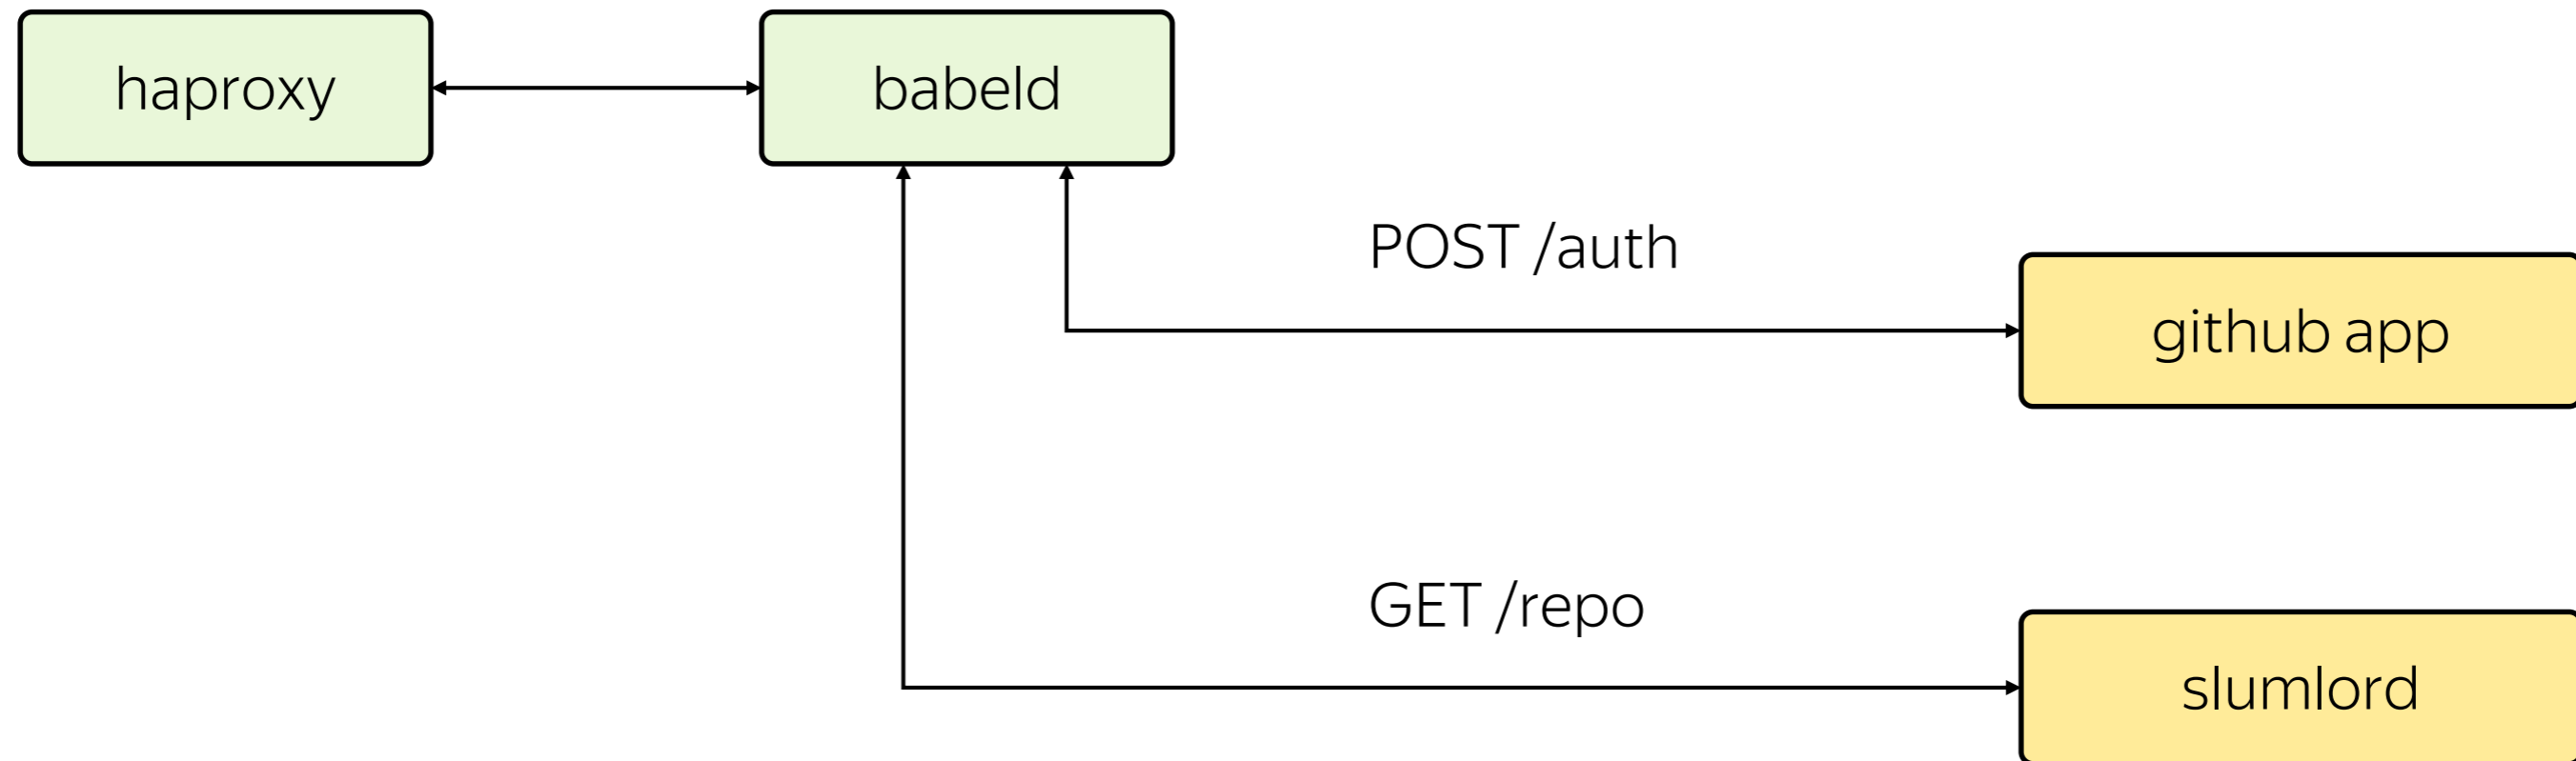 haproxy
babeld
POST /auth
github app
GET /repo
slumlord